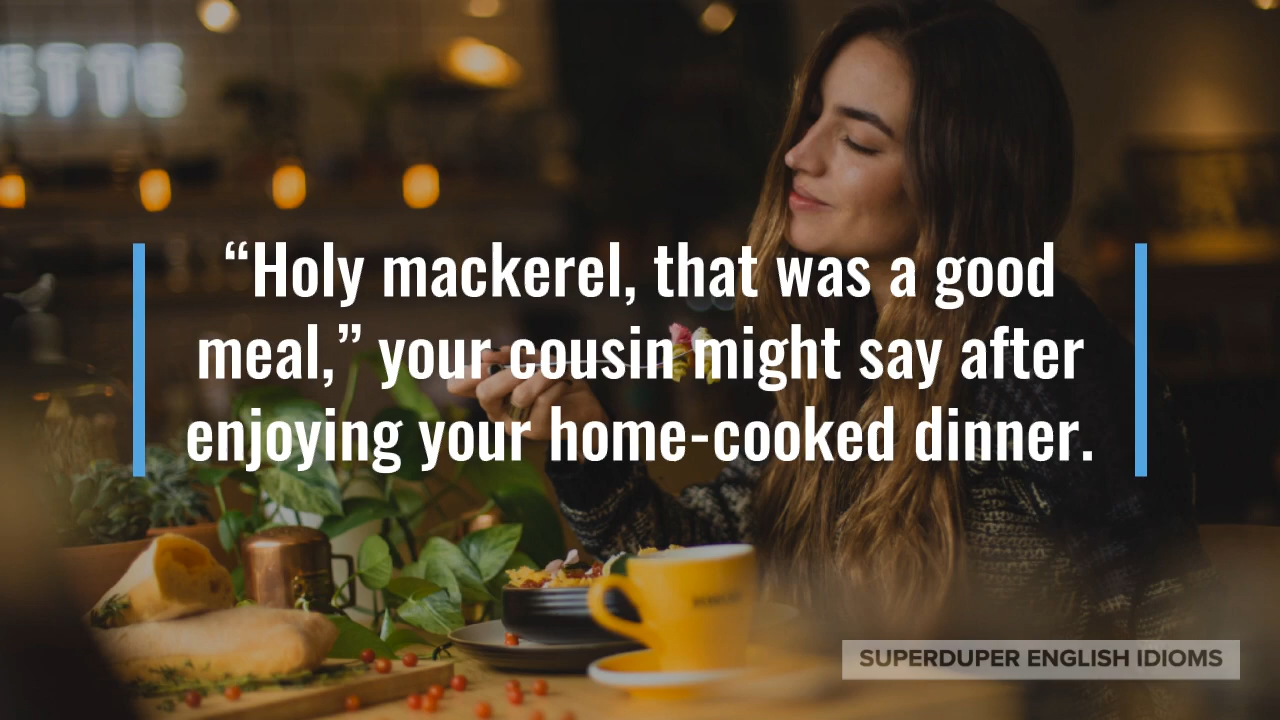 ETTE
“Holy mackerel, that was a good
meal,” your cousin might say after
enjoying your home-cooked dinner.
SUPERDUPER ENGLISH IDIOMS